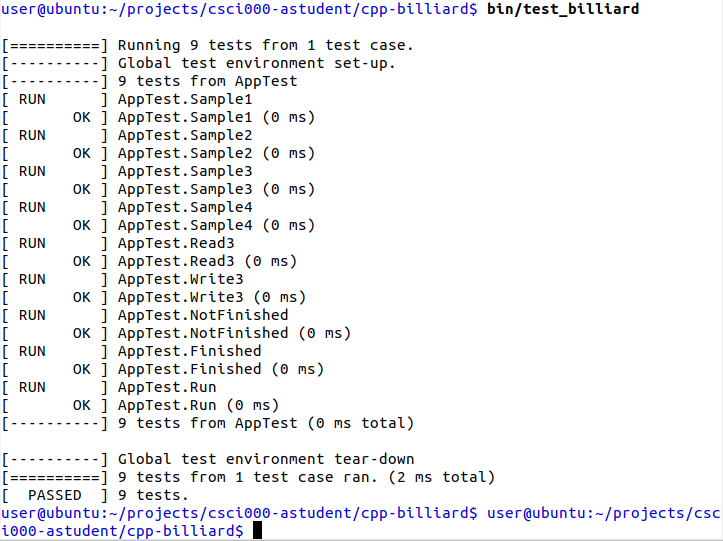 user@ubuntu:~/projects/csci000-astudent/cpp-billiard$ bin/test_billiard
[==========] Running 9 tests from 1 test case.
[----------] Global test environment set-up.
[----------] 9 tests from AppTest
[ RUN      ] AppTest.Sample1
[       OK ] AppTest.Sample1 (0 ms)
[ RUN      ] AppTest.Sample2
[       OK ] AppTest.Sample2 (0 ms)
[ RUN      ] AppTest.Sample3
[       OK ] AppTest.Sample3 (0 ms)
[ RUN      ] AppTest.Sample4
[       OK ] AppTest.Sample4 (0 ms)
[ RUN      ] AppTest.Read3
[       OK ] AppTest.Read3 (0 ms)
[ RUN      ] AppTest.Write3
[       OK ] AppTest.Write3 (0 ms)
[ RUN      ] AppTest.NotFinished
[       OK ] AppTest.NotFinished (0 ms)
[ RUN      ] AppTest.Finished
[       OK ] AppTest.Finished (0 ms)
[ RUN      ] AppTest.Run
[       OK ] AppTest.Run (0 ms)
[----------] 9 tests from AppTest (0 ms total)
[----------] Global test environment tear-down
[==========] 9 tests from 1 test case ran. (2 ms total)
[  PASSED  ] 9 tests.
user@ubuntu:~/projects/csci000-astudent/cpp-billiard$ user@ubuntu:~/projects/csc
i000-astudent/cpp-billiard$